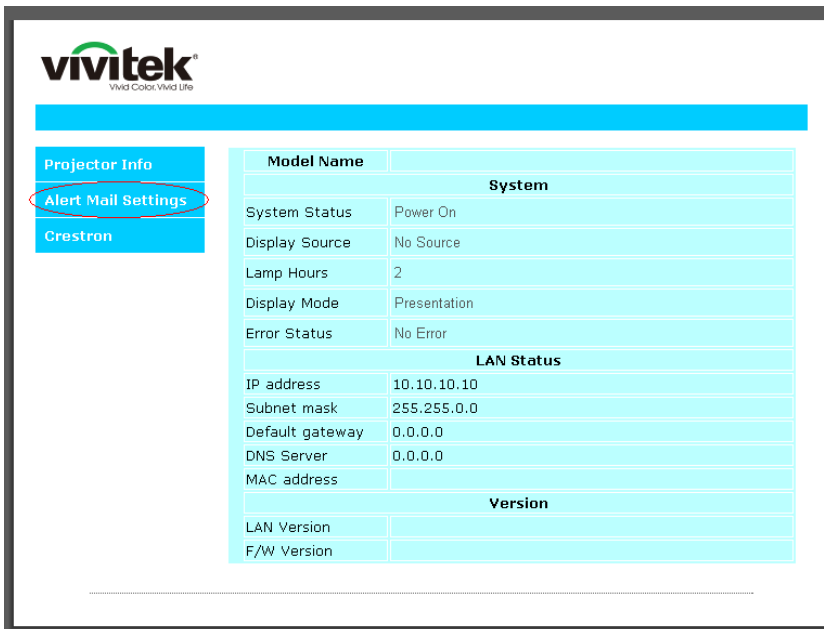 vivitek®
Vivid Color, Vivid Life
Projector Info
Alert Mail Settings
Crestron
Model Name
System
System Status Power On
Display Source No Source
Lamp Hours 2
Display Mode Presentation
Error Status No Error
LAN Status
IP address 10.10.10.10
Subnet mask 255.255.0.0
Default gateway 0.0.0.0
DNS Server 0.0.0.0
MAC address
Version
LAN Version
F/W Version